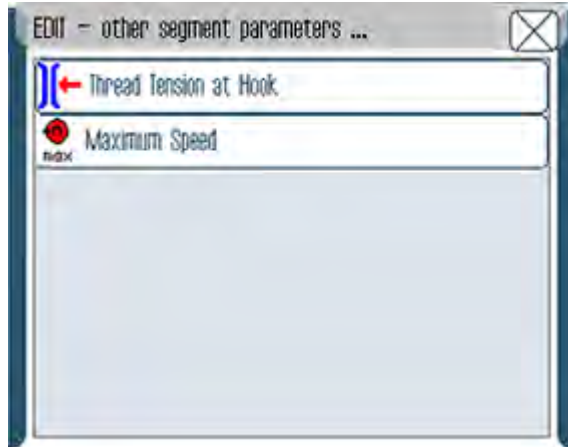 EDIT - other segment parameters ...
Thread Tension at Hook
Maximum Speed
max